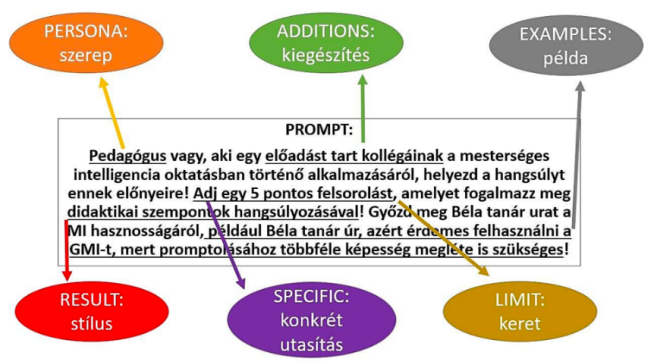 PERSONA:
szerep
ADDITIONS:
kiegészítés
EXAMPLES:
példa
PROMPT:
Pedagógus vagy, aki egy előadást tart kollégáinak a mesterséges
intelligencia oktatásban történő alkalmazásáról, helyezd a hangsúlyt
ennek előnyeire! Adj egy 5 pontos felsorolást, amelyet fogalmazz meg
didaktikai szempontok hangsúlyozásával! Győzd meg Béla tanár urat a
MI hasznosságáról, például Béla tanár úr, azért érdemes felhasználni a
GMI-t, mert promptolásához többféle képesség megléte is szükséges!
RESULT:
stílus
SPECIFIC:
konkrét
utasítás
LIMIT:
keret